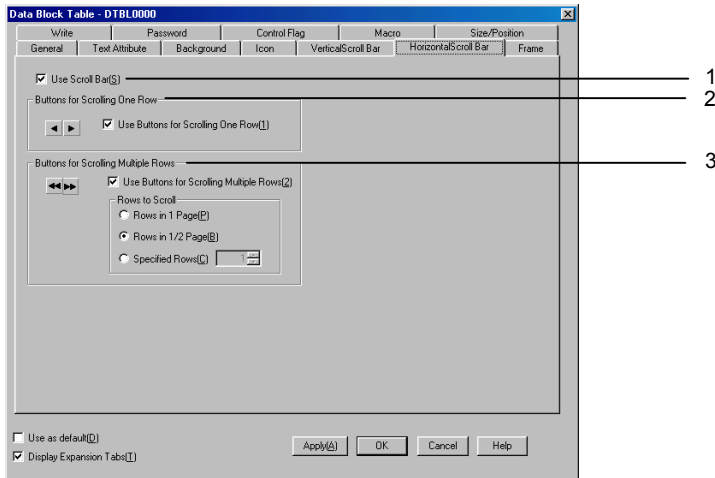 Data Block Table - DTBL0000
Write Password Control Flag Macro Size/Position
General Text Attribute Background Icon VerticalScroll Bar HorizontalScroll Bar Frame
Use Scroll Bar(S) 1
Buttons for Scrolling One Row 2
Use Buttons for Scrolling One Row(1)
Buttons for Scrolling Multiple Rows 3
Use Buttons for Scrolling Multiple Rows(2)
Rows to Scroll
Rows in 1 Page(P)
Rows in 1/2 Page(B)
Specified Rows(C) 1
Use as default(D)
Display Expansion Tabs(T)
Apply(A) OK Cancel Help